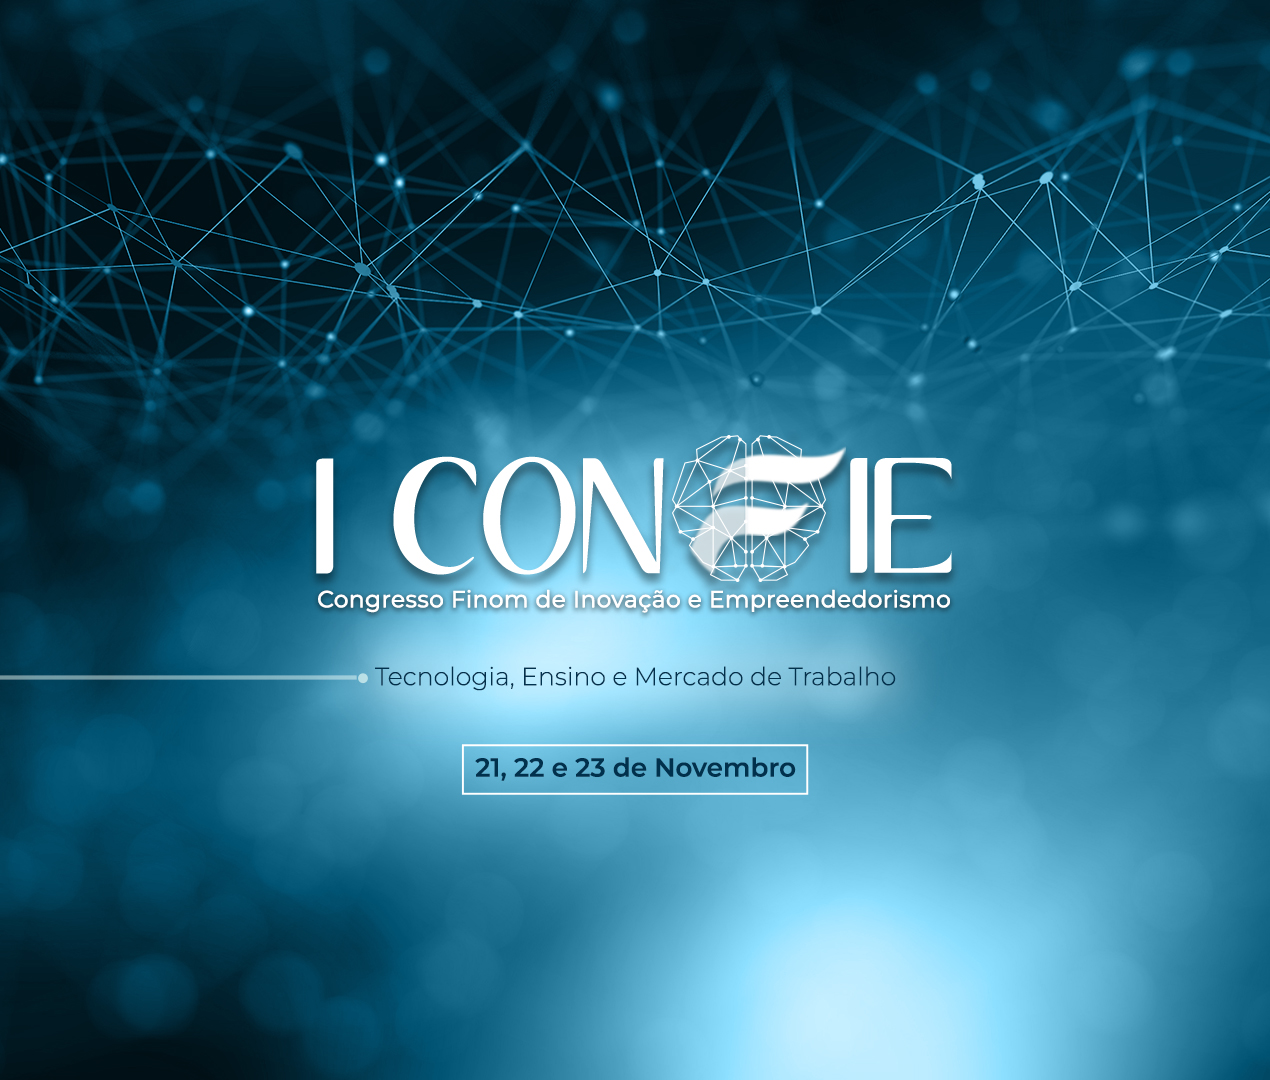 I CONFIE
Congresso Finom de Inovação e Empreendedorismo
Tecnologia, Ensino e Mercado de Trabalho
21, 22 e 23 de Novembro